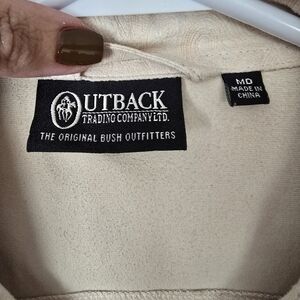 OUTBACK
TRADING COMPANY LTD.
THE ORIGINAL BUSH OUTFITTERS
MD
MADE IN
CHINA